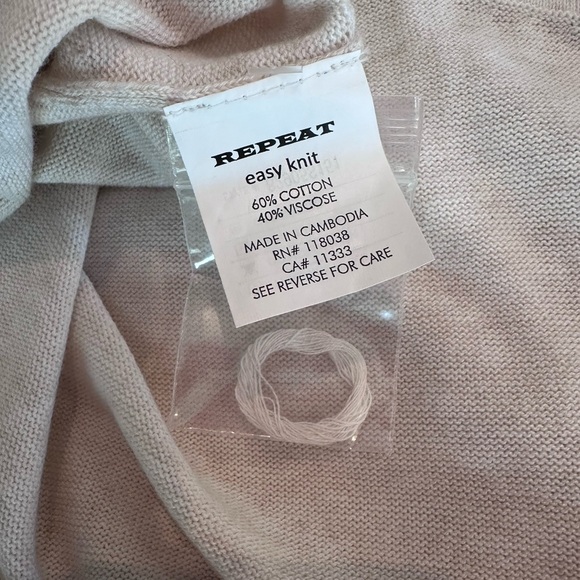 REPEAT
easy knit
60% COTTON
40% VISCOSE
MADE IN CAMBODIA
RN# 118038
CA# 11333
SEE REVERSE FOR CARE